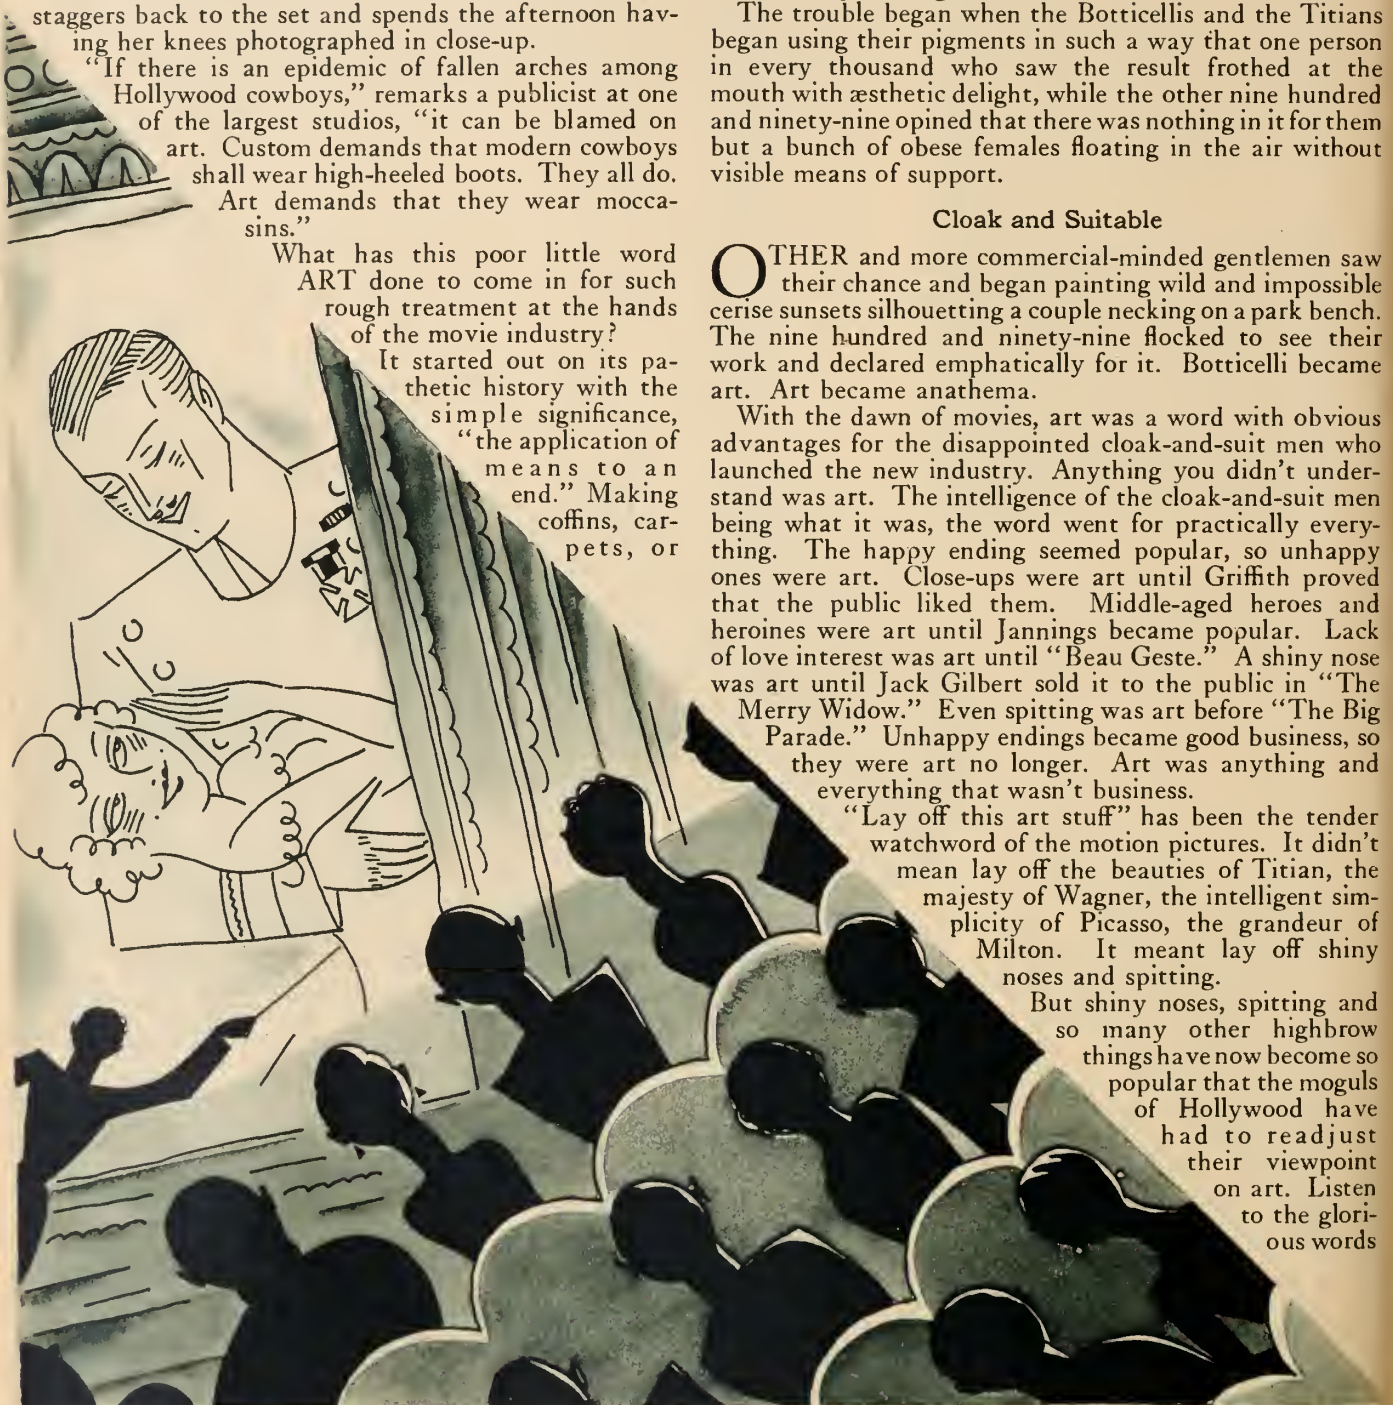 staggers back to the set and spends the afternoon hav-
ing her knees photographed in close-up.
“If there is an epidemic of fallen arches among
Hollywood cowboys,” remarks a publicist at one
of the largest studios, “it can be blamed on
art. Custom demands that modern cowboys
shall wear high-heeled boots. They all do.
Art demands that they wear mocca-
sins.”
What has this poor little word
ART done to come in for such
rough treatment at the hands
of the movie industry?
It started out on its pa-
thetic history with the
simple significance,
“the application of
means to an
end.” Making
coffins, car-
pets, or
The trouble began when the Botticellis and the Titians
began using their pigments in such a way that one person
in every thousand who saw the result frothed at the
mouth with æsthetic delight, while the other nine hundred
and ninety-nine opined that there was nothing in it for them
but a bunch of obese females floating in the air without
visible means of support.
Cloak and Suitable
OTHER and more commercial-minded gentlemen saw
their chance and began painting wild and impossible
cerise sunsets silhouetting a couple necking on a park bench.
The nine hundred and ninety-nine flocked to see their
work and declared emphatically for it. Botticelli became
art. Art became anathema.
With the dawn of movies, art was a word with obvious
advantages for the disappointed cloak-and-suit men who
launched the new industry. Anything you didn’t under-
stand was art. The intelligence of the cloak-and-suit men
being what it was, the word went for practically every-
thing. The happy ending seemed popular, so unhappy
ones were art. Close-ups were art until Griffith proved
that the public liked them. Middle-aged heroes and
heroines were art until Jannings became popular. Lack
of love interest was art until “Beau Geste.” A shiny nose
was art until Jack Gilbert sold it to the public in “The
Merry Widow.” Even spitting was art before “The Big
Parade.” Unhappy endings became good business, so
they were art no longer. Art was anything and
everything that wasn’t business.
“Lay off this art stuff” has been the tender
watchword of the motion pictures. It didn’t
mean lay off the beauties of Titian, the
majesty of Wagner, the intelligent sim-
plicity of Picasso, the grandeur of
Milton. It meant lay off shiny
noses and spitting.
But shiny noses, spitting and
so many other highbrow
things have now become so
popular that the moguls
of Hollywood have
had to readjust
their viewpoint
on art. Listen
to the glori-
ous words